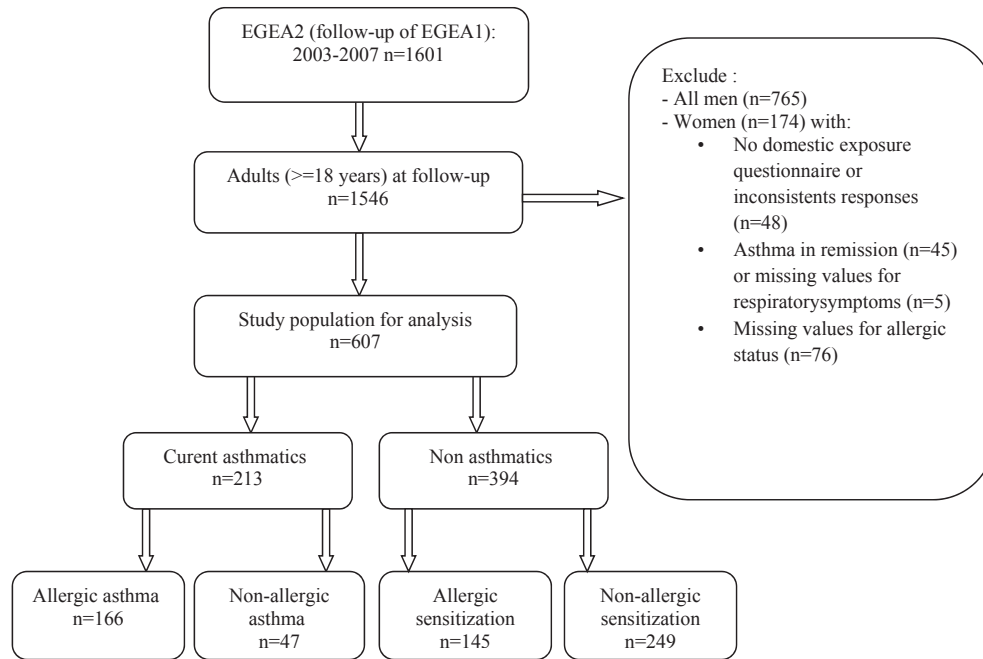 EGEA2 (follow-up of EGEA1):
2003-2007 n=1601
Exclude :
- All men (n=765)
- Women (n=174) with:
• No domestic exposure
questionnaire or
inconsistents responses
(n=48)
• Asthma in remission (n=45)
or missing values for
respiratorysymptoms (n=5)
• Missing values for allergic
status (n=76)
Adults (>=18 years) at follow-up
n=1546
Study population for analysis
n=607
Curent asthmatics
n=213
Non asthmatics
n=394
Allergic asthma
n=166
Non-allergic
asthma
n=47
Allergic
sensitization
n=145
Non-allergic
sensitization
n=249